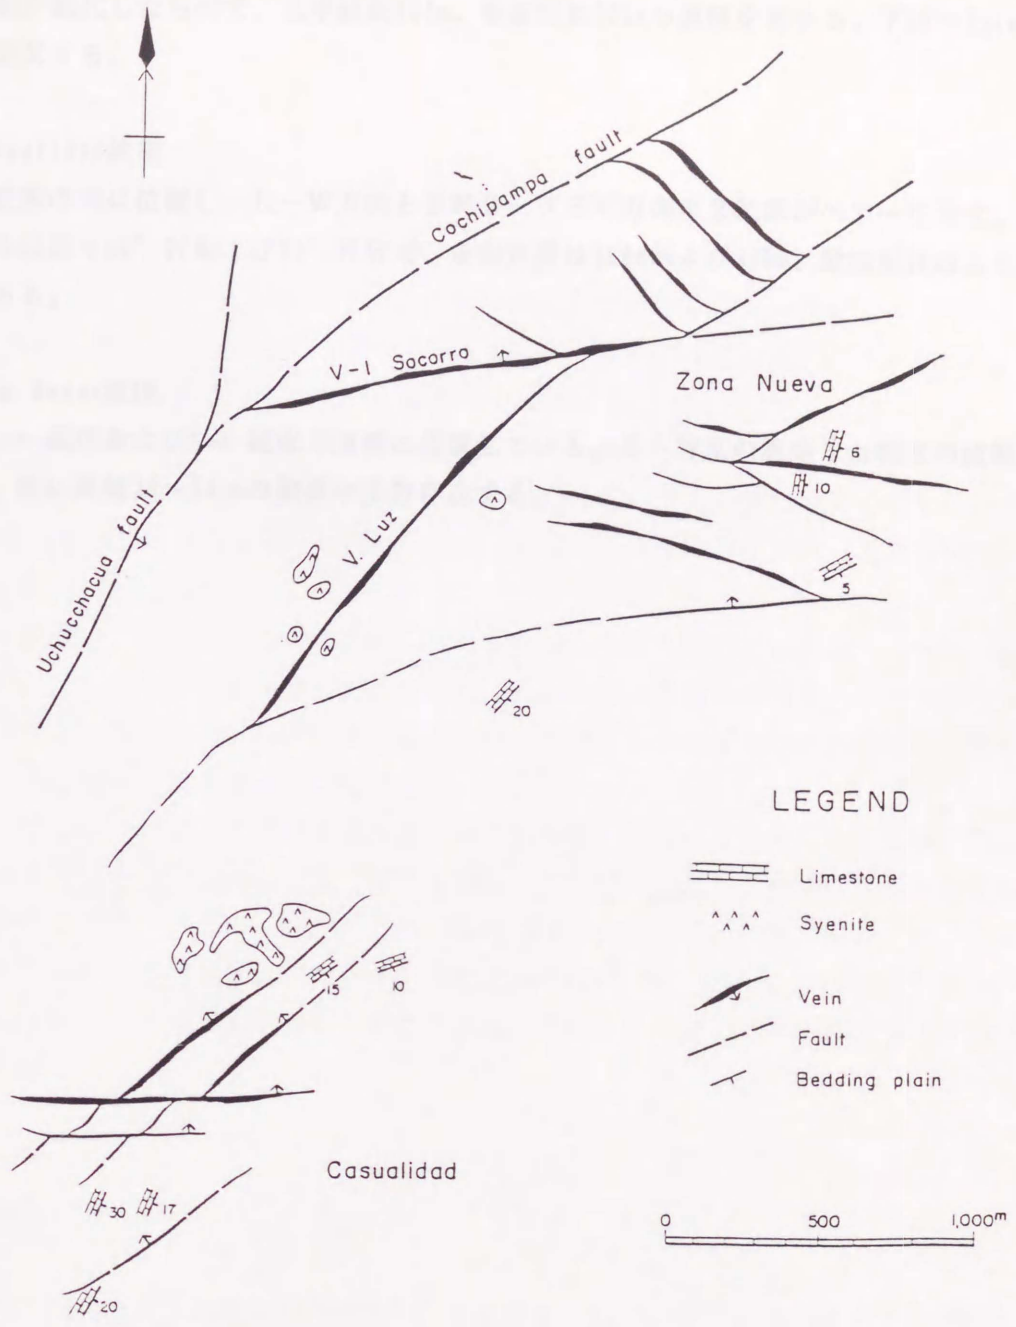 Cochipampa fault
V-1 Socorro
Zona Nueva
6
10
Uchucchacua fault
V. Luz
5
20
LEGEND
Limestone
Syenite
15
10
Vein
Fault
Bedding plain
Casualidad
30
17
0 500 1,000m
20